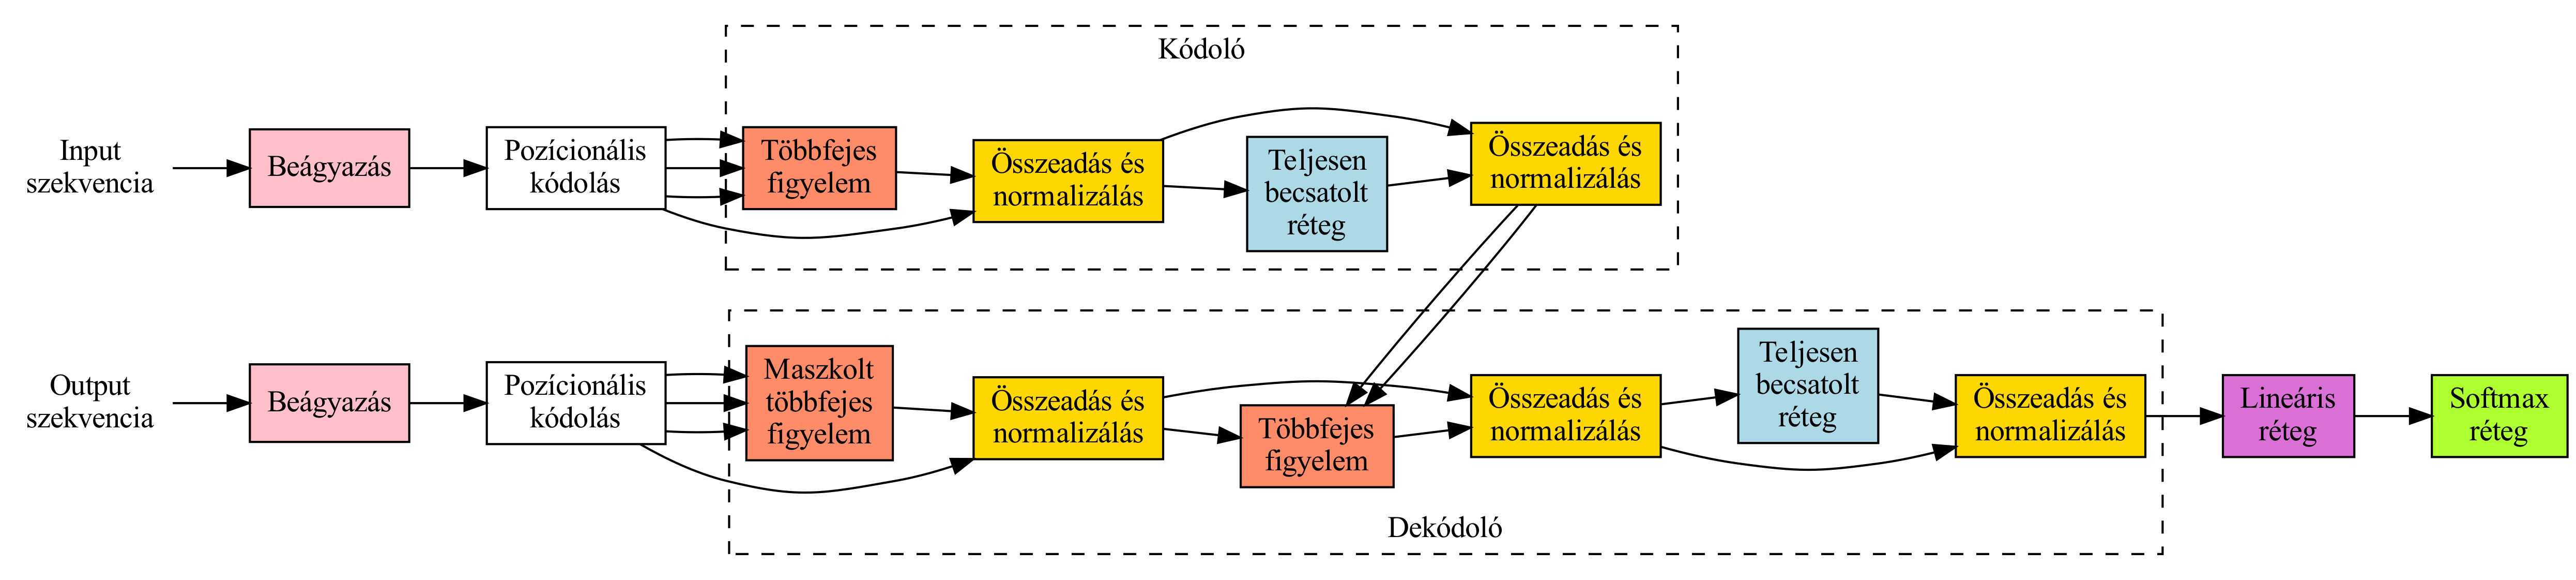 Kódoló
Input
szekvencia
Beágyazás
Pozícionális
kódolás
Többfejes
figyelem
Összeadás és
normalizálás
Teljesen
becsatolt
réteg
Összeadás és
normalizálás
Output
szekvencia
Beágyazás
Pozícionális
kódolás
Maszkolt
többfejes
figyelem
Összeadás és
normalizálás
Többfejes
figyelem
Összeadás és
normalizálás
Teljesen
becsatolt
réteg
Összeadás és
normalizálás
Lineáris
réteg
Softmax
réteg
Dekódoló